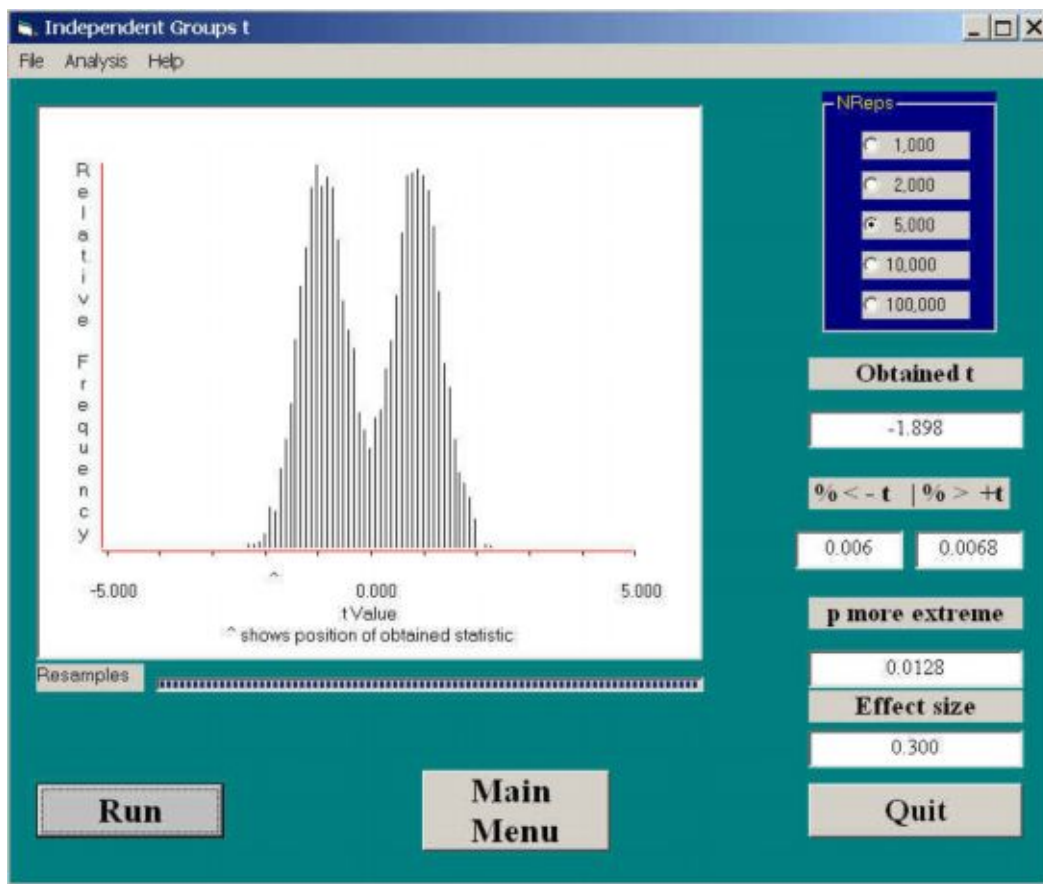 Independent Groups t
File Analysis Help
Relative Frequency
-5.000 0.000 5.000
^
t Value
^ shows position of obtained statistic
Resamples
NReps
1,000
2,000
5,000
10,000
100,000
Obtained t
-1.898
% < - t | % > +t
0.006 0.0068
p more extreme
0.0128
Effect size
0.300
Run
Main
Menu
Quit